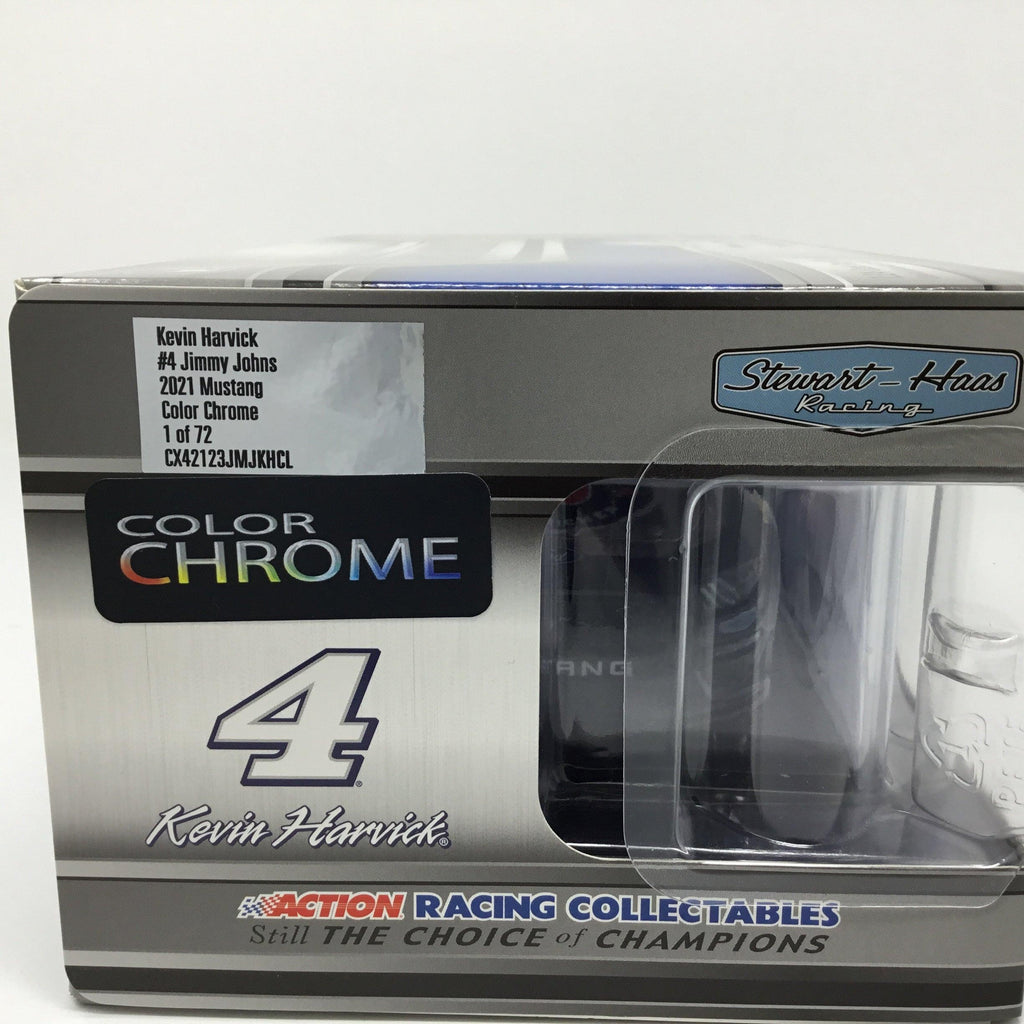 Kevin Harvick
#4 Jimmy Johns
2021 Mustang
Color Chrome
1 of 72
CX42123JMJKHCL
Stewart-Haas
Racing
COLOR
CHROME
4
Kevin Harvick®
ACTION RACING COLLECTABLES
Still THE CHOICE of CHAMPIONS